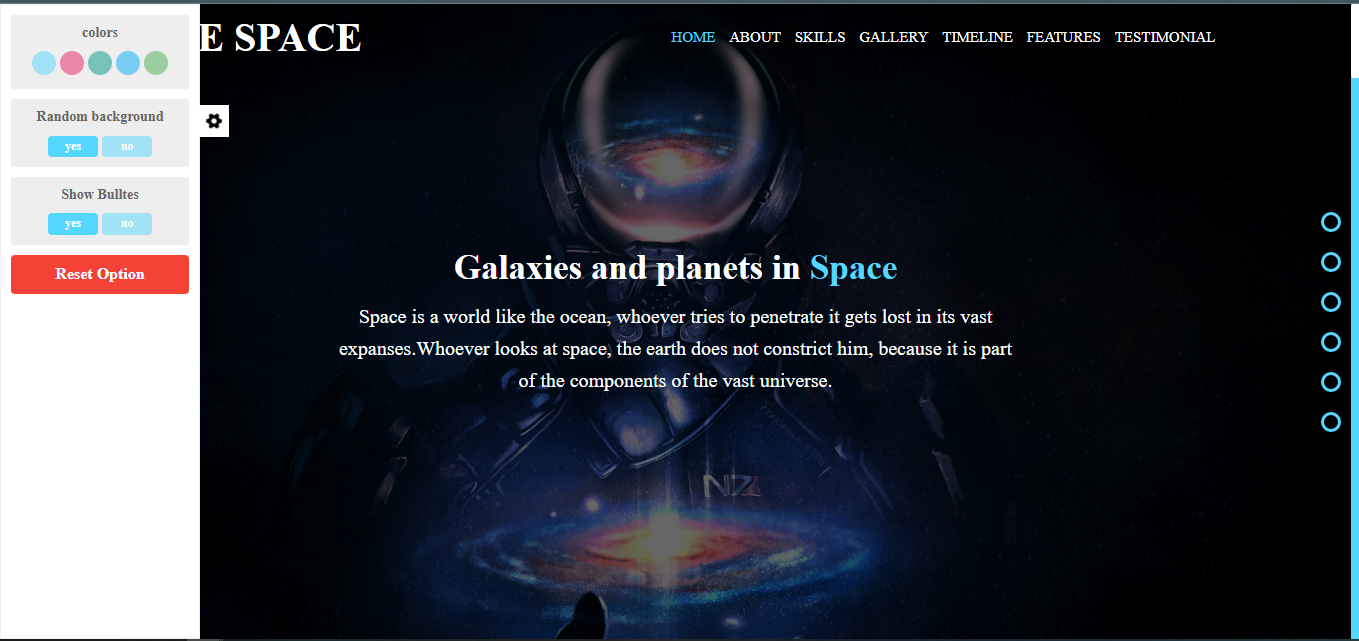 colors
Random background
yes no
Show Bulltes
yes no
Reset Option
E SPACE
HOME ABOUT SKILLS GALLERY TIMELINE FEATURES TESTIMONIAL
Galaxies and planets in Space
Space is a world like the ocean, whoever tries to penetrate it gets lost in its vast
expanses.Whoever looks at space, the earth does not constrict him, because it is part
of the components of the vast universe.
N7